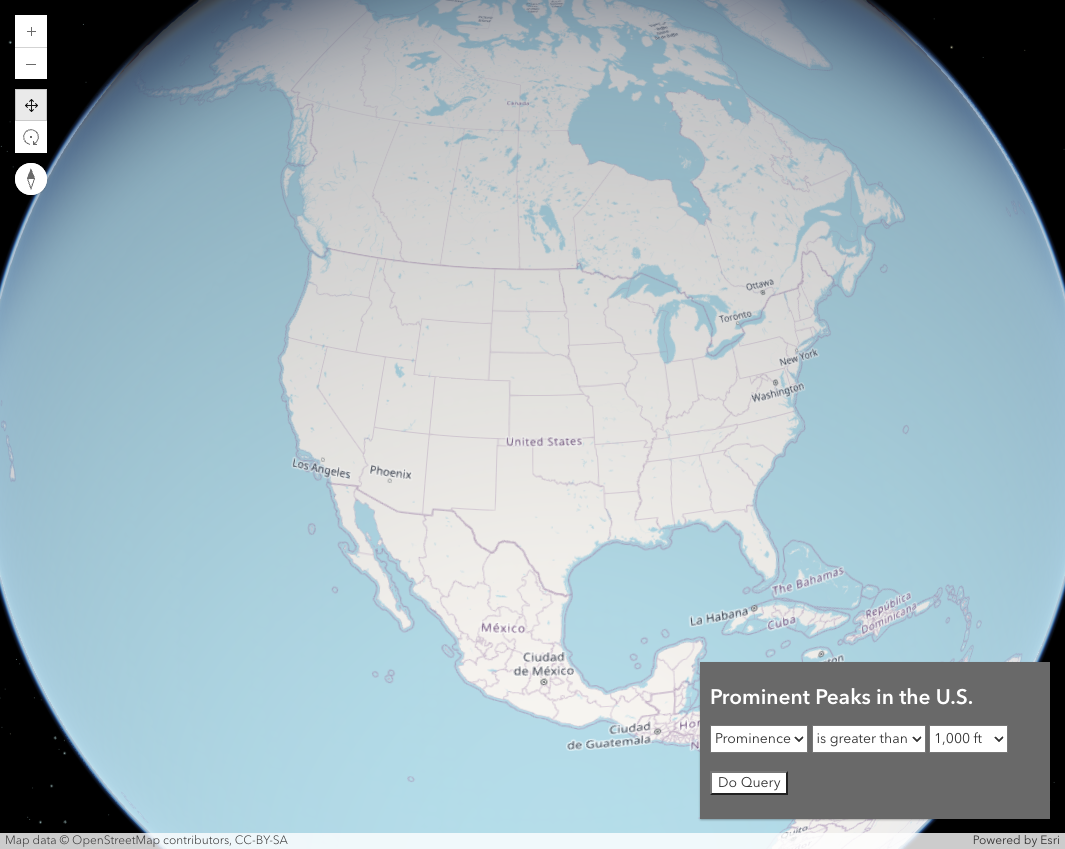 Canada
Ottawa
Toronto
New York
Washington
United States
Los Angeles
Phoenix
The Bahamas
La Habana
Cuba
República
Dominicana
México
Ciudad
de México
Ciudad
de Guatemala
Prominent Peaks in the U.S.
Prominence is greater than 1,000 ft
Do Query
Map data © OpenStreetMap contributors, CC-BY-SA
Powered by Esri